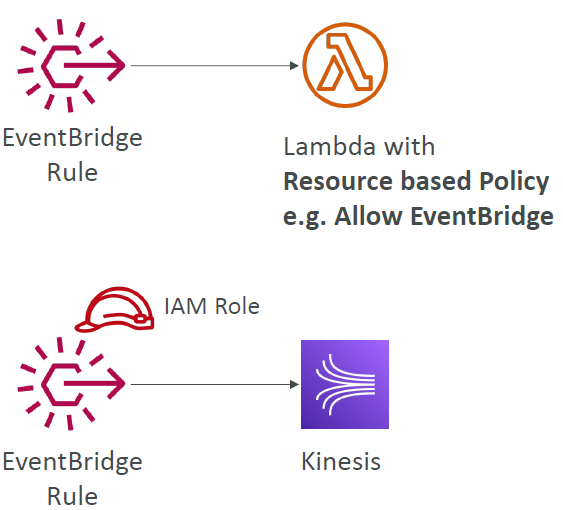 EventBridge
Rule
Lambda with
Resource based Policy
e.g. Allow EventBridge
IAM Role
EventBridge
Rule
Kinesis